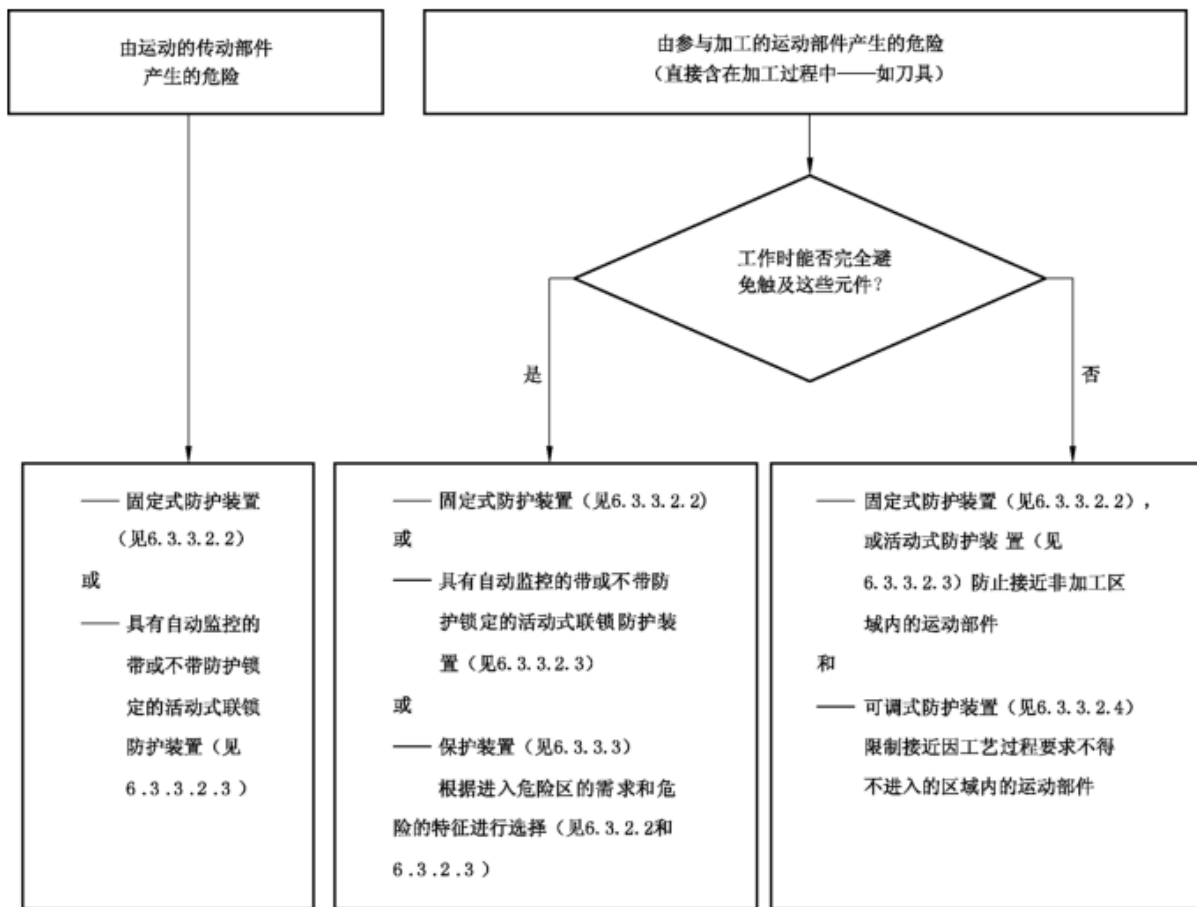 由运动的传动部件
产生的危险
由参与加工的运动部件产生的危险
（直接含在加工过程中——如刀具）
工作时能否完全避
免触及这些元件？
是
否
—— 固定式防护装置
（见6.3.3.2.2）
或
—— 具有自动监控的
带或不带防护锁
定的活动式联锁
防护装置（见
6.3.3.2.3）
—— 固定式防护装置（见6.3.3.2.2)
或
—— 具有自动监控的带或不带防
护锁定的活动式联锁防护装
置（见6.3.3.2.3）
或
—— 保护装置（见6.3.3.3）
根据进入危险区的需求和危
险的特征进行选择（见6.3.2.2和
6.3.2.3）
—— 固定式防护装置（见6.3.3.2.2），
或活动式防护装 置（见
6.3.3.2.3）防止接近非加工区
域内的运动部件
和
—— 可调式防护装置（见6.3.3.2.4）
限制接近因工艺过程要求不得
不进入的区域内的运动部件